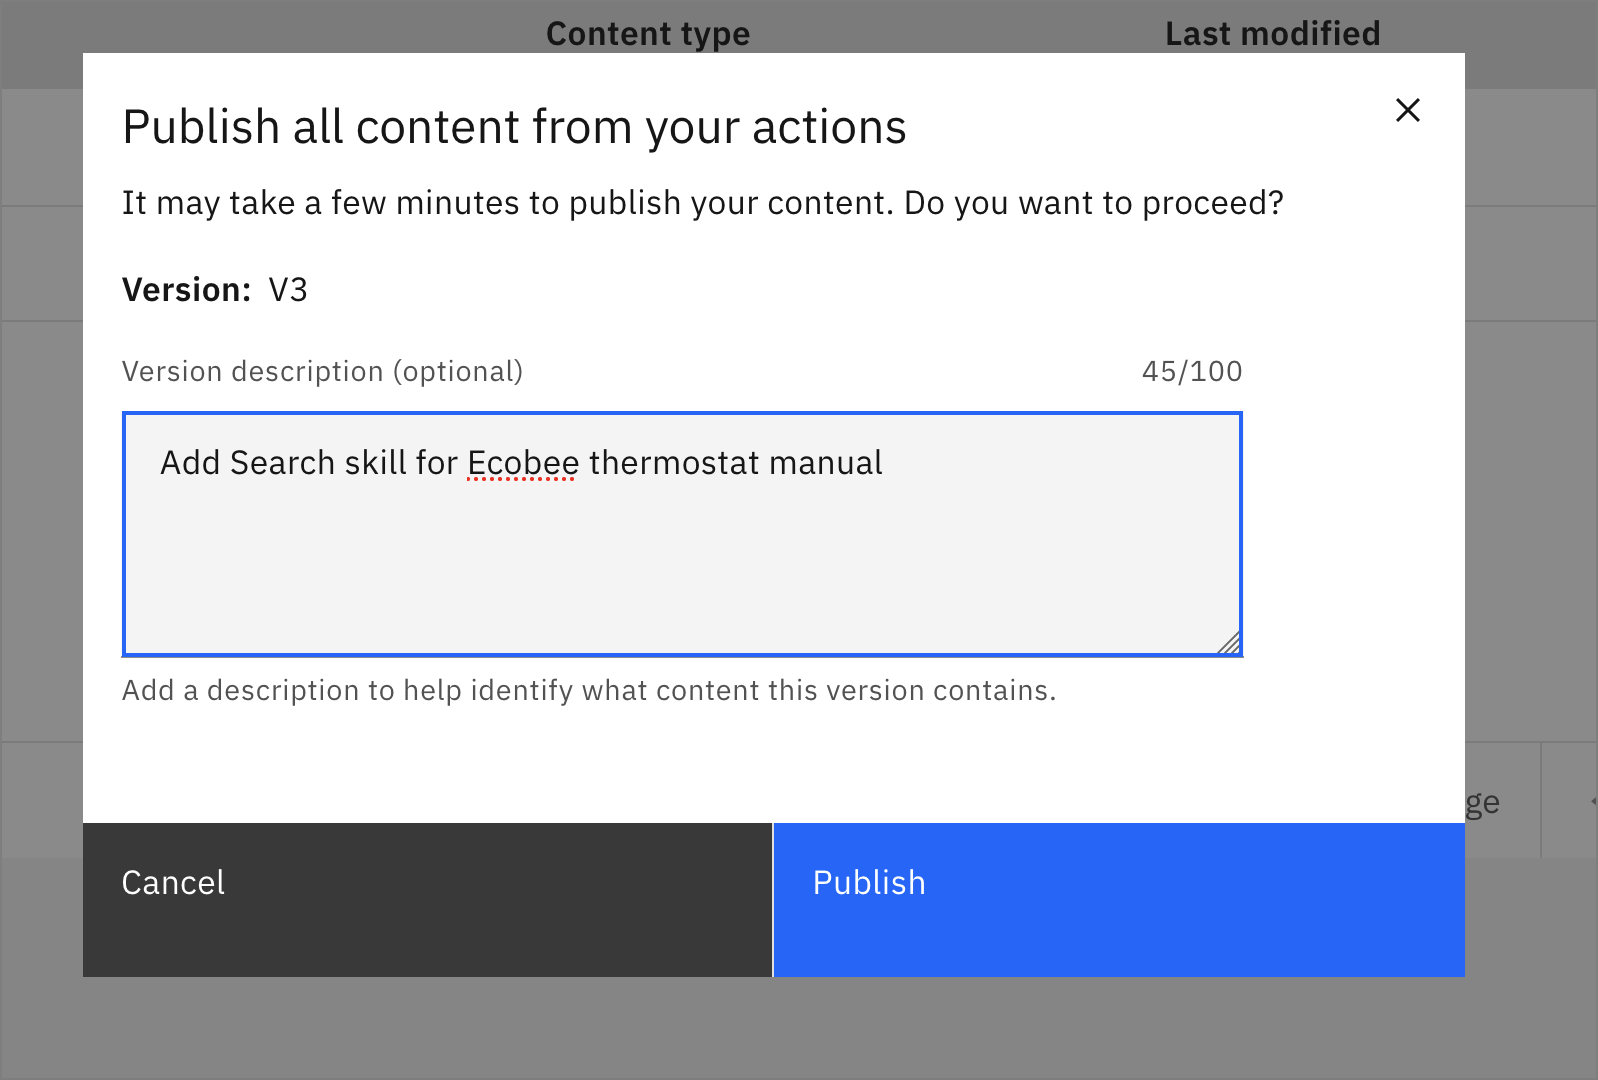 Content type Last modified
Publish all content from your actions
It may take a few minutes to publish your content. Do you want to proceed?
Version: V3
Version description (optional) 45/100
Add Search skill for Ecobee thermostat manual
Add a description to help identify what content this version contains.
ge
Cancel Publish